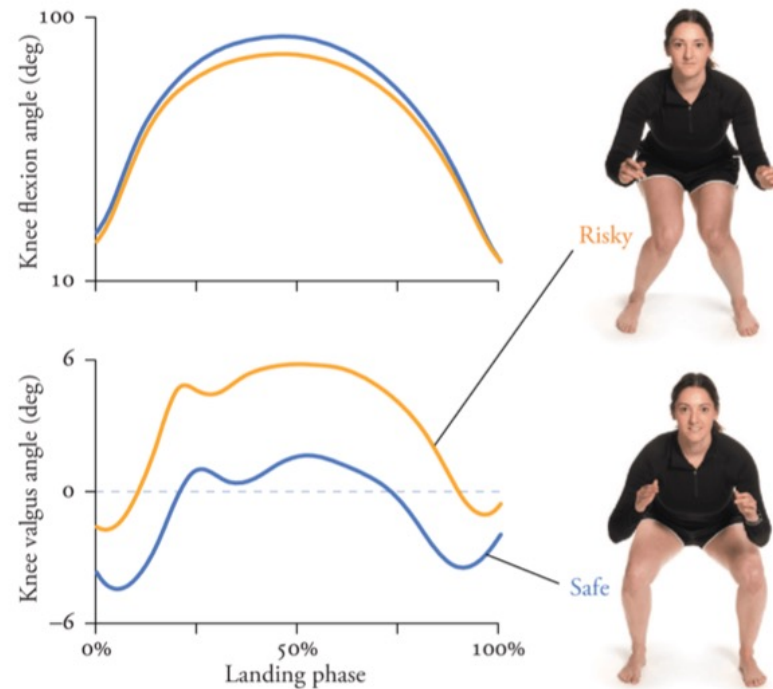 100
Knee flexion angle (deg)
10
Risky
6
Knee valgus angle (deg)
0
Safe
–6
0%
50%
100%
Landing phase